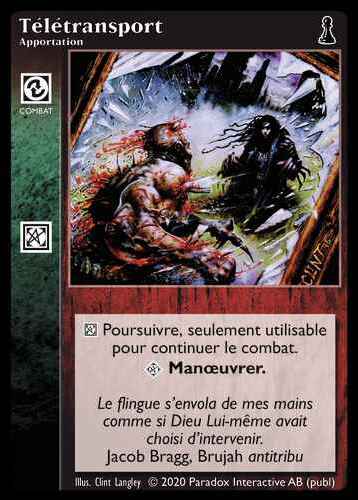 Télétransport
Apportation
COMBAT
CLINT
Poursuivre, seulement utilisable
pour continuer le combat.
Manœuvrer.
Le flingue s’envola de mes mains
comme si Dieu Lui-même avait
choisi d’intervenir.
Jacob Bragg, Brujah antitribu
Illus. Clint Langley © 2020 Paradox Interactive AB (publ)